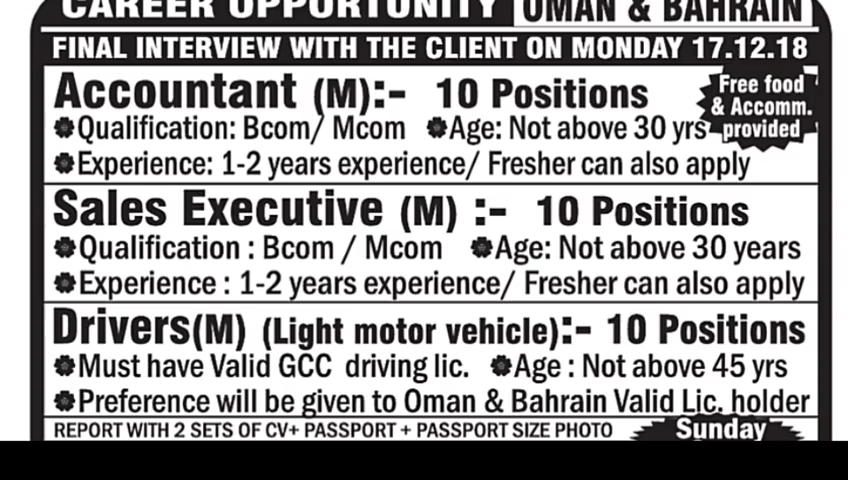 CAREER OPPORTUNITY OMAN & BAHRAIN
FINAL INTERVIEW WITH THE CLIENT ON MONDAY 17.12.18
Accountant (M):- 10 Positions
Free food
& Accomm.
provided
Qualification: Bcom/ Mcom Age: Not above 30 yrs
Experience: 1-2 years experience/ Fresher can also apply
Sales Executive (M) :- 10 Positions
Qualification : Bcom / Mcom Age: Not above 30 years
Experience : 1-2 years experience/ Fresher can also apply
Drivers(M) (Light motor vehicle):- 10 Positions
Must have Valid GCC driving lic. Age : Not above 45 yrs
Preference will be given to Oman & Bahrain Valid Lic. holder
REPORT WITH 2 SETS OF CV+ PASSPORT + PASSPORT SIZE PHOTO
Sunday